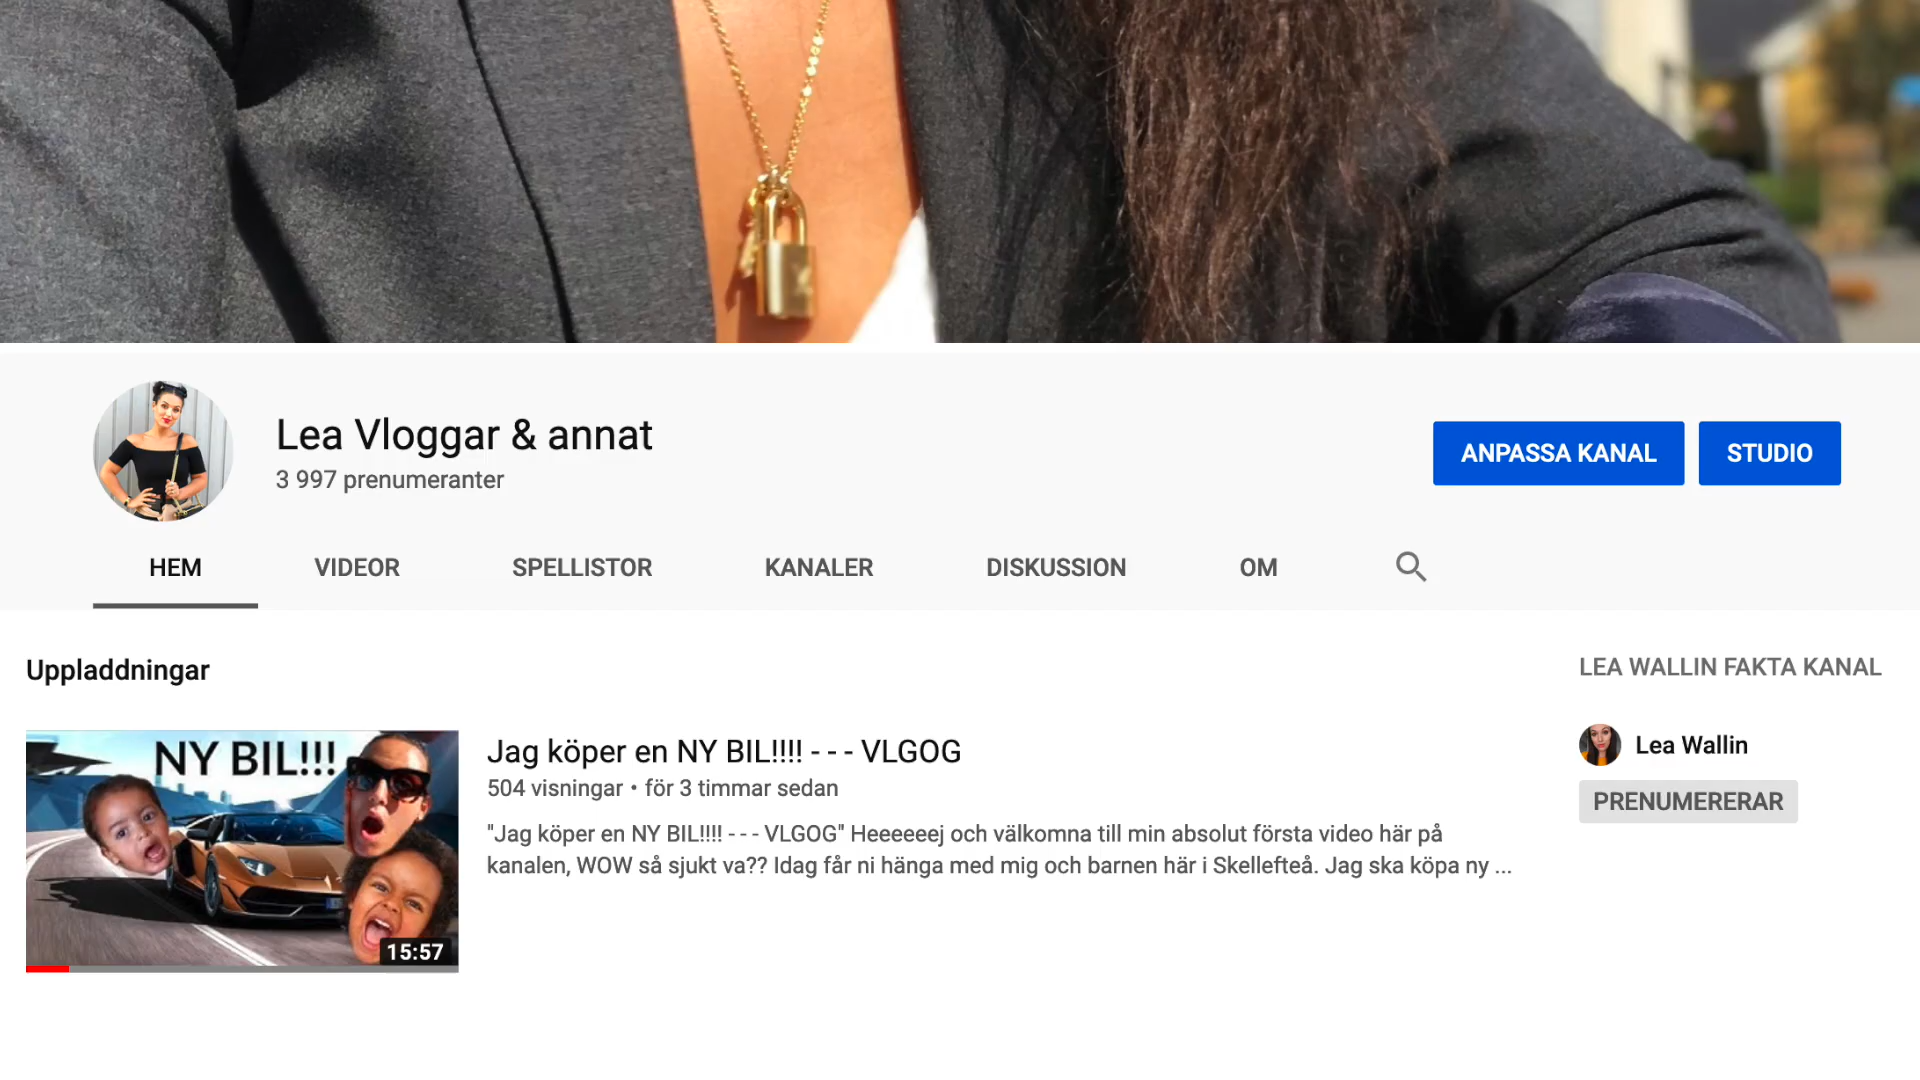 Lea Vloggar & annat
3 997 prenumeranter
ANPASSA KANAL
STUDIO
HEM
VIDEOR
SPELLISTOR
KANALER
DISKUSSION
OM
Uppladdningar
NY BIL!!!
15:57
Jag köper en NY BIL!!!! - - - VLGOG
504 visningar • för 3 timmar sedan
"Jag köper en NY BIL!!!! - - - VLGOG" Heeeeeej och välkomna till min absolut första video här på
kanalen, WOW så sjukt va?? Idag får ni hänga med mig och barnen här i Skellefteå. Jag ska köpa ny ...
LEA WALLIN FAKTA KANAL
Lea Wallin
PRENUMERERAR